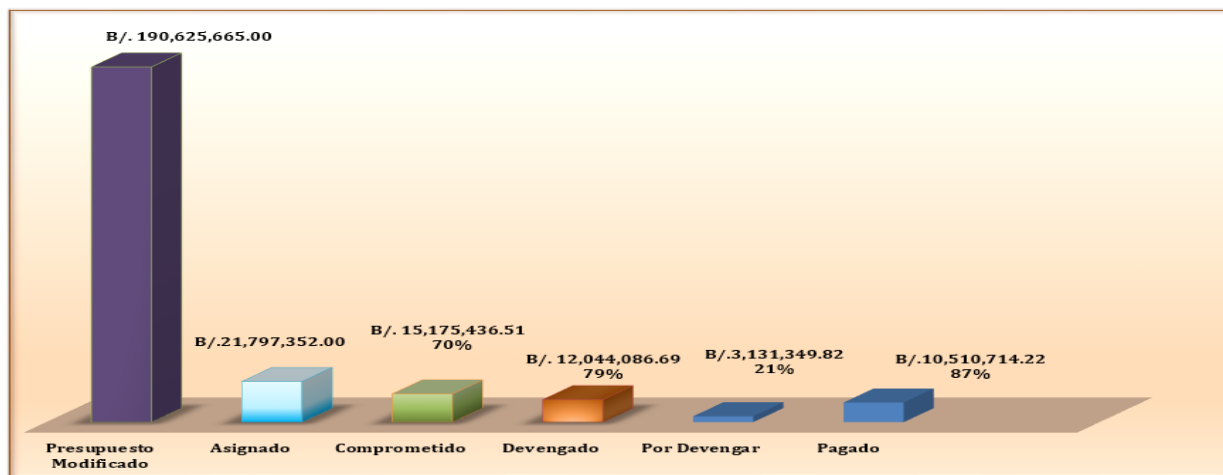 B/. 190,625,665.00
B/.21,797,352.00
B/. 15,175,436.51
70%
B/. 12,044,086.69
79%
B/.3,131,349.82
21%
B/.10,510,714.22
87%
Presupuesto
Modificado
Asignado
Comprometido
Devengado
Por Devengar
Pagado